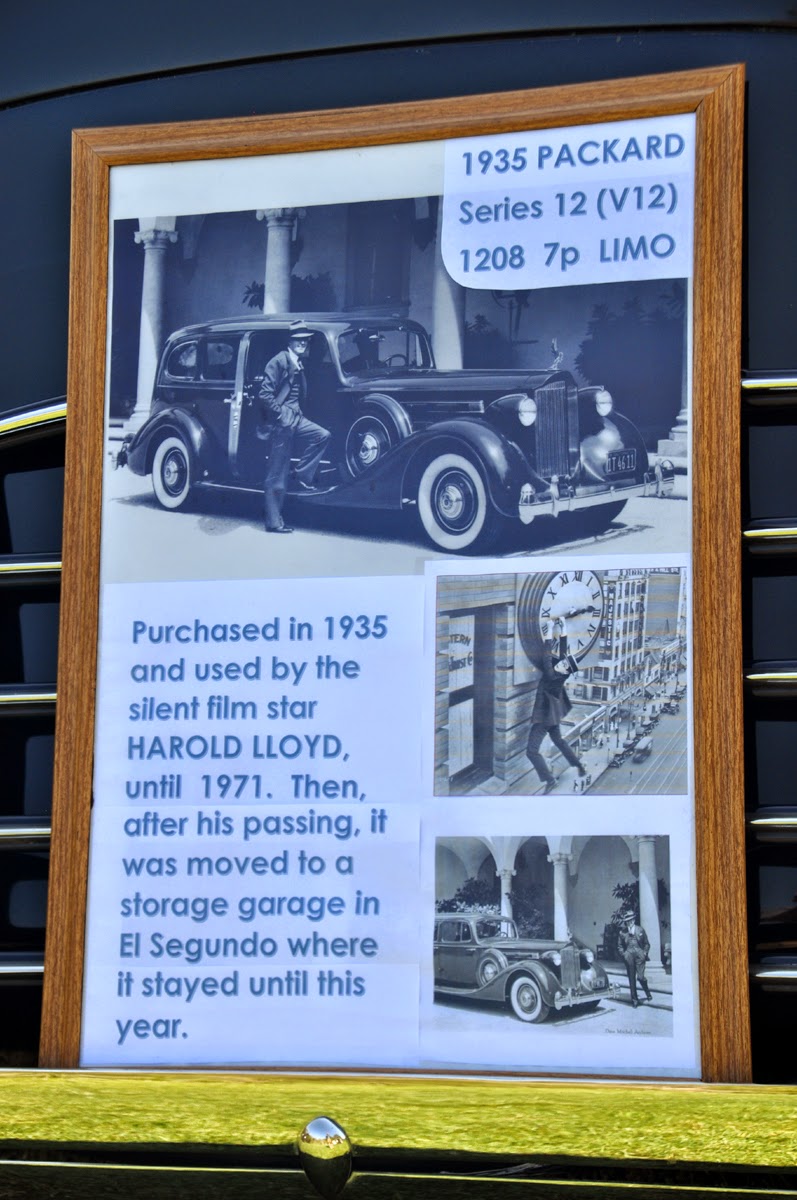 1935 PACKARD
Series 12 (V12)
1208 7p LIMO
Purchased in 1935
and used by the
silent film star
HAROLD LLOYD,
until 1971. Then,
after his passing, it
was moved to a
storage garage in
El Segundo where
it stayed until this
year.